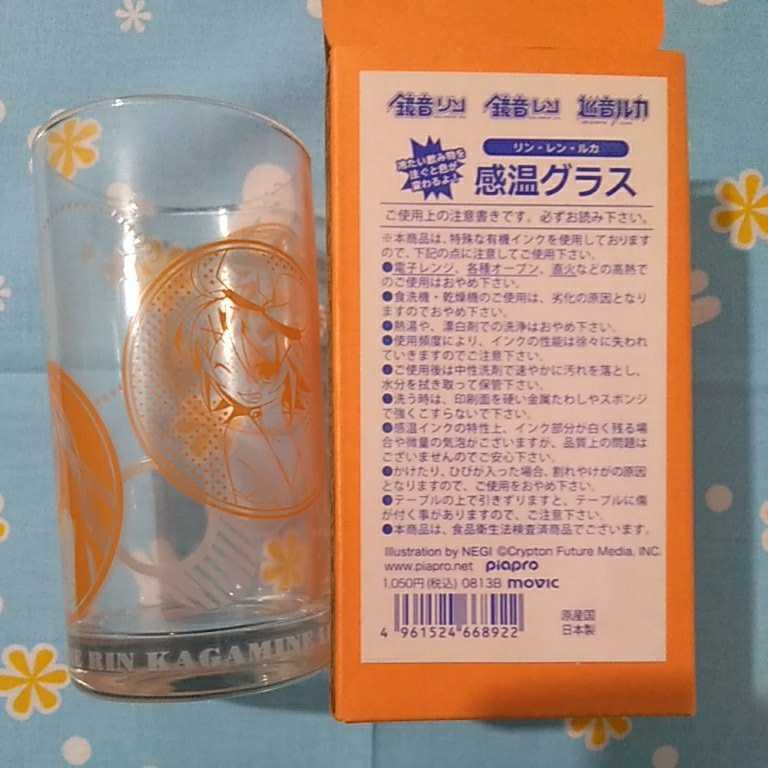 鏡音リン 鏡音レン 巡音ルカ
冷たい飲み物を
注ぐと色が
変わるよ!
リン・レン・ルカ
感温グラス
ご使用上の注意書きです。必ずお読み下さい。
※本商品は、特殊な有機インクを使用しております
ので、下記の点に注意してご使用下さい。
●電子レンジ、各種オーブン、直火などの高熱で
のご使用はおやめ下さい。
●食洗機・乾燥機のご使用は、劣化の原因となり
ますのでおやめ下さい。
●熱湯や、漂白剤での洗浄はおやめ下さい。
●使用頻度により、インクの性能は徐々に失われ
ていきますのでご注意下さい。
●ご使用後は中性洗剤で速やかに汚れを落とし、
水分を拭き取って保管下さい。
●洗う時は、印刷面を硬い金属たわしやスポンジ
で強くこすらないで下さい。
●感温インクの特性上、インク部分が白く残る場
合や微量の気泡がございますが、品質上の問題は
ございませんのでご安心下さい。
●かけたり、ひびが入った場合、割れやけがの原因
となりますので、ご使用をおやめ下さい。
●テーブルの上で引きずりますと、テーブルに傷
が付く事がありますので、ご注意下さい。
●本商品は、食品衛生法検査済商品でございます。
Illustration by NEGI ©Crypton Future Media, INC.
www.piapro.net piapro
1,050円(税込) 0813B movic
4 961524 668922
原産国
日本製
RIN KAGAMINE